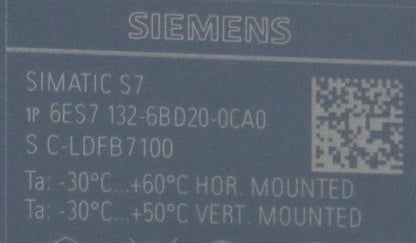 SIEMENS
SIMATIC S7
1P 6ES7 132-6BD20-0CA0
S C-LDFB7100
Ta: -30°C...+60°C HOR. MOUNTED
Ta: -30°C...+50°C VERT. MOUNTED